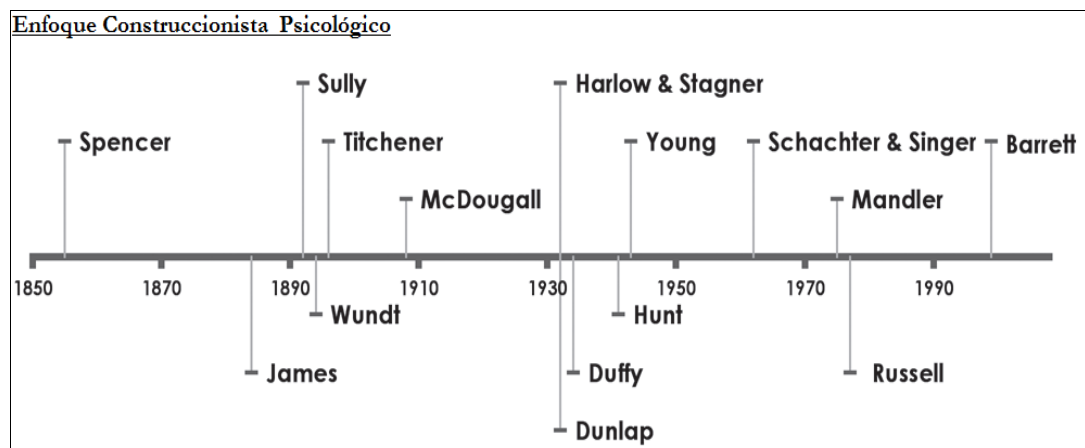 Enfoque Construccionista Psicológico
Sully
Harlow & Stagner
Spencer
Titchener
Young
Schachter & Singer
Barrett
McDougall
Mandler
1850
1870
1890
1910
1930
1950
1970
1990
Wundt
Hunt
James
Duffy
Russell
Dunlap